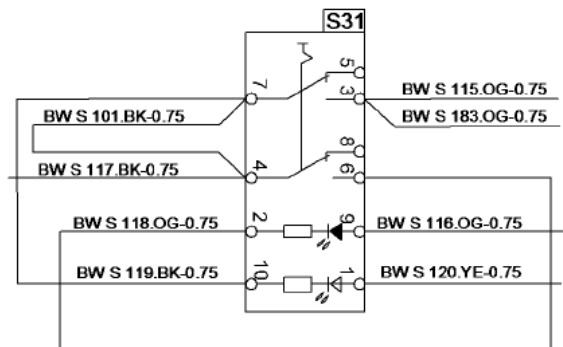 S31
5
7
3
BW S 115.OG-0.75
BW S 101.BK-0.75
BW S 183.OG-0.75
8
BW S 117.BK-0.75
4
6
BW S 118.OG-0.75
2
9
BW S 116.OG-0.75
BW S 119.BK-0.75
10
1
BW S 120.YE-0.75